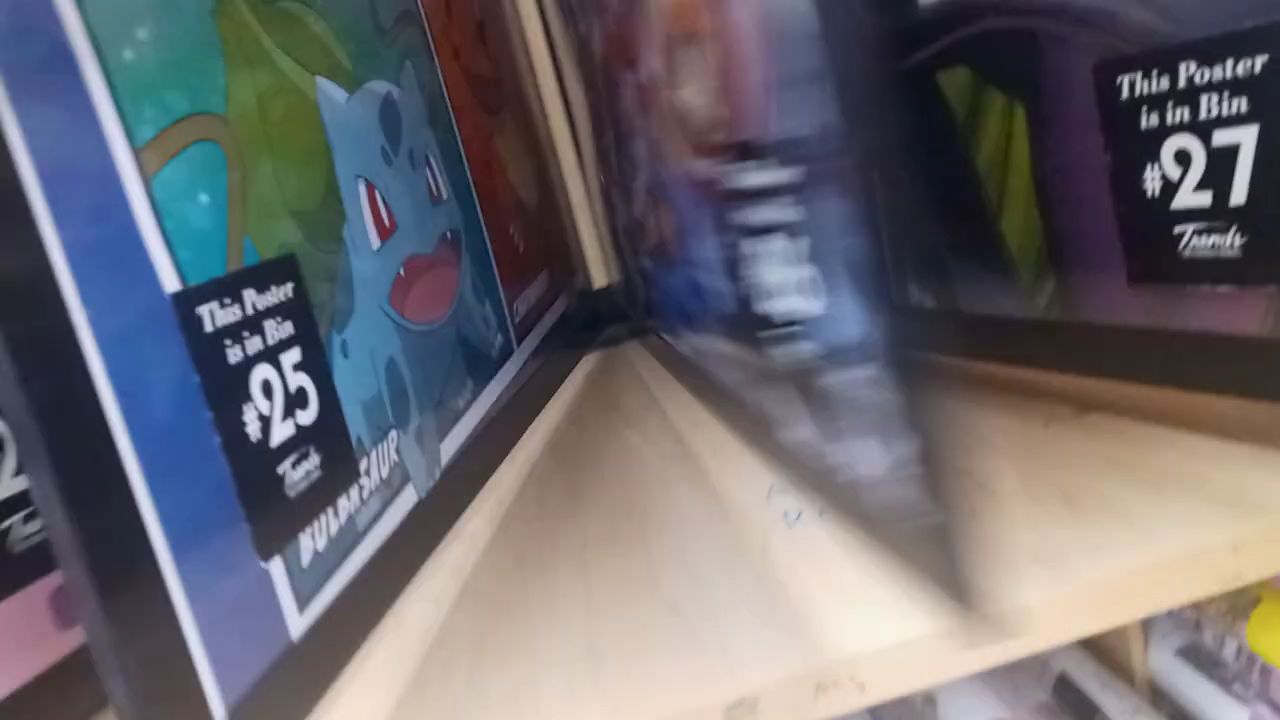 This Poster
is in Bin
#25
Trends
BULBASAUR
This Poster
is in Bin
#27
Trends